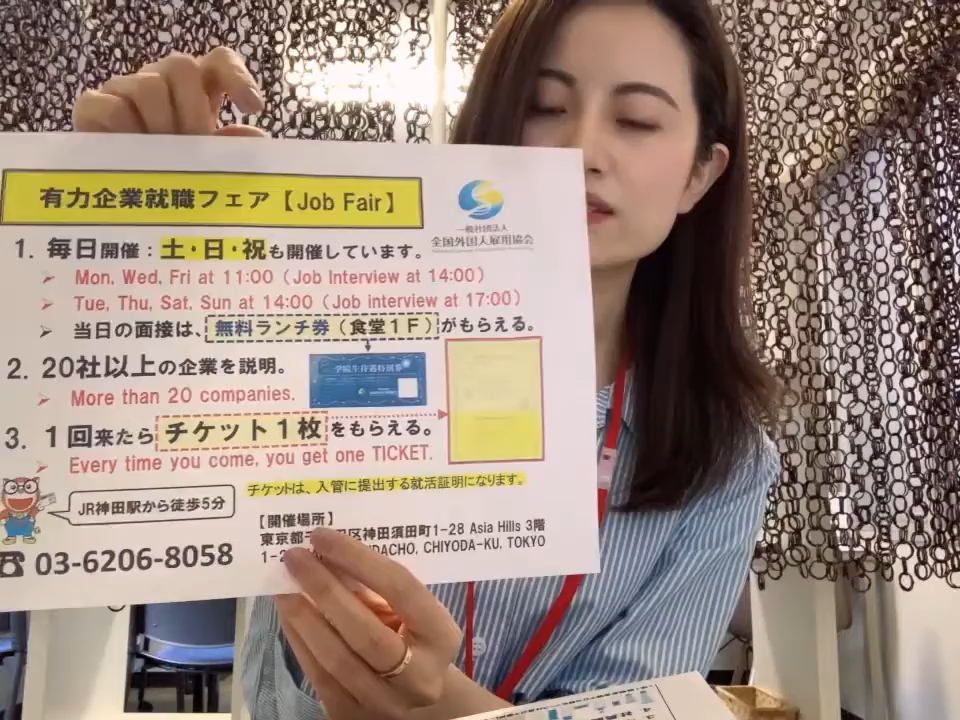 有力企業就職フェア【Job Fair】
一般社団法人
全国外国人雇用協会
1. 毎日開催：土・日・祝も開催しています。
➢ Mon, Wed, Fri at 11:00（Job Interview at 14:00）
➢ Tue, Thu, Sat, Sun at 14:00（Job interview at 17:00）
➢ 当日の面接は、無料ランチ券（食堂１F）がもらえる。
2. 20社以上の企業を説明。
➢ More than 20 companies.
3. １回来たらチケット１枚をもらえる。
➢ Every time you come, you get one TICKET.
チケットは、入管に提出する就活証明になります。
JR神田駅から徒歩5分
【開催場所】
東京都 区神田須田町1-28 Asia Hills 3階
CHIYODA-KU, TOKYO
☎ 03-6206-8058